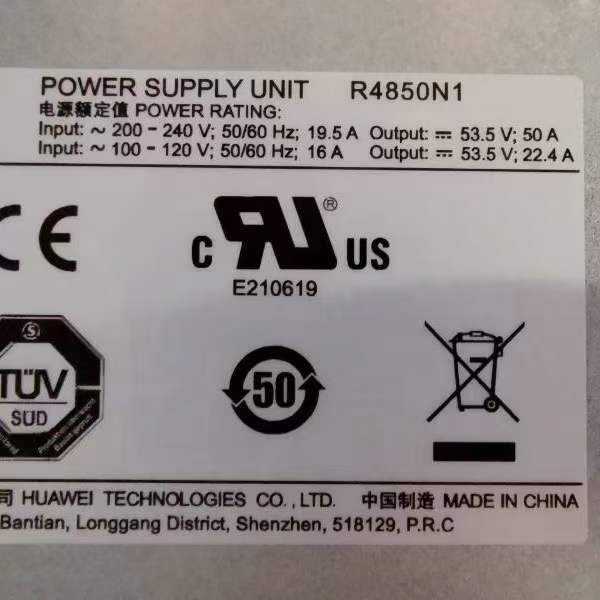 POWER SUPPLY UNIT R4850N1
电源额定值 POWER RATING:
Input: ~ 200 - 240 V; 50/60 Hz; 19.5 A Output: ⎓ 53.5 V; 50 A
Input: ~ 100 - 120 V; 50/60 Hz; 16 A Output: ⎓ 53.5 V; 22.4 A
CE
c RU ® US
E210619
TÜV
SÜD
50
司 HUAWEI TECHNOLOGIES CO., LTD. 中国制造 MADE IN CHINA
Bantian, Longgang District, Shenzhen, 518129, P.R.C